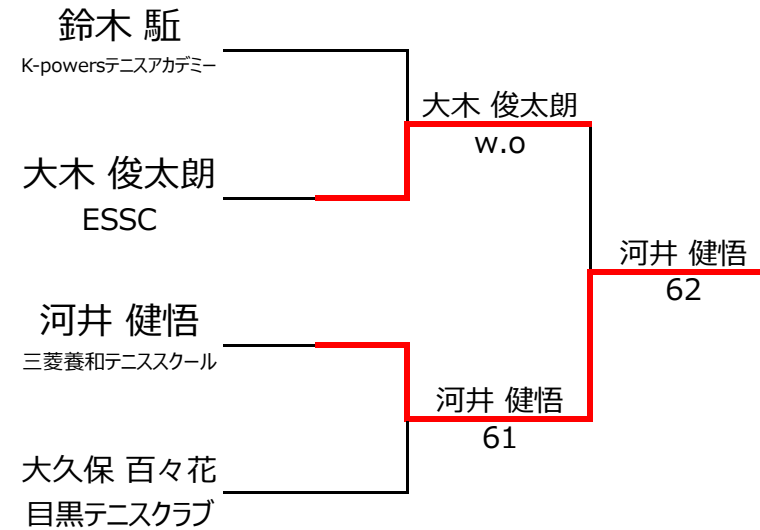 鈴木 駈
K-powersテニスアカデミー
大木 俊太朗
w.o
大木 俊太朗
ESSC
河井 健悟
62
河井 健悟
三菱養和テニススクール
河井 健悟
61
大久保 百々花
目黒テニスクラブ